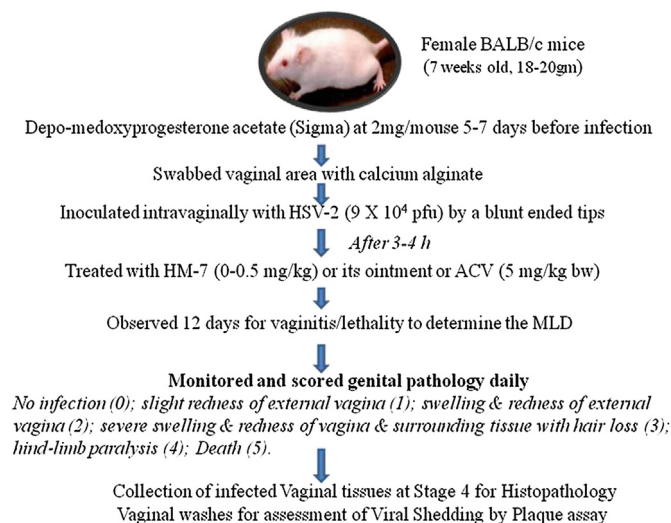 Female BALB/c mice
(7 weeks old, 18-20gm)
Depo-medoxyprogesterone acetate (Sigma) at 2mg/mouse 5-7 days before infection
Swabbed vaginal area with calcium alginate
Inoculated intravaginally with HSV-2 (9 X 10⁴ pfu) by a blunt ended tips
After 3-4 h
Treated with HM-7 (0-0.5 mg/kg) or its ointment or ACV (5 mg/kg bw)
Observed 12 days for vaginitis/lethality to determine the MLD
Monitored and scored genital pathology daily
No infection (0); slight redness of external vagina (1); swelling & redness of external
vagina (2); severe swelling & redness of vagina & surrounding tissue with hair loss (3);
hind-limb paralysis (4); Death (5).
Collection of infected Vaginal tissues at Stage 4 for Histopathology
Vaginal washes for assessment of Viral Shedding by Plaque assay